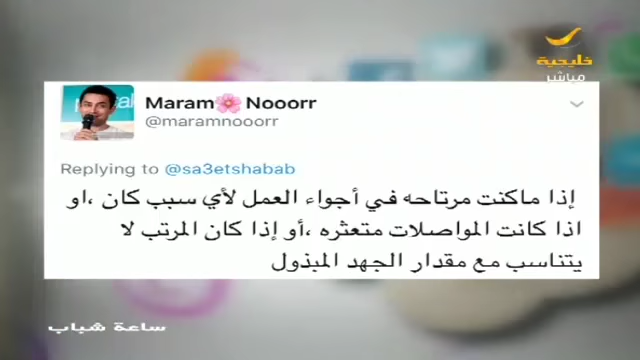 خليجية
مباشر
Maram🌸 Nooorr
@maramnooorr
Replying to @sa3etshabab
إذا ماكنت مرتاحه في أجواء العمل لأي سبب كان ،او
اذا كانت المواصلات متعثره ،أو إذا كان المرتب لا
يتناسب مع مقدار الجهد المبذول
ساعة شباب